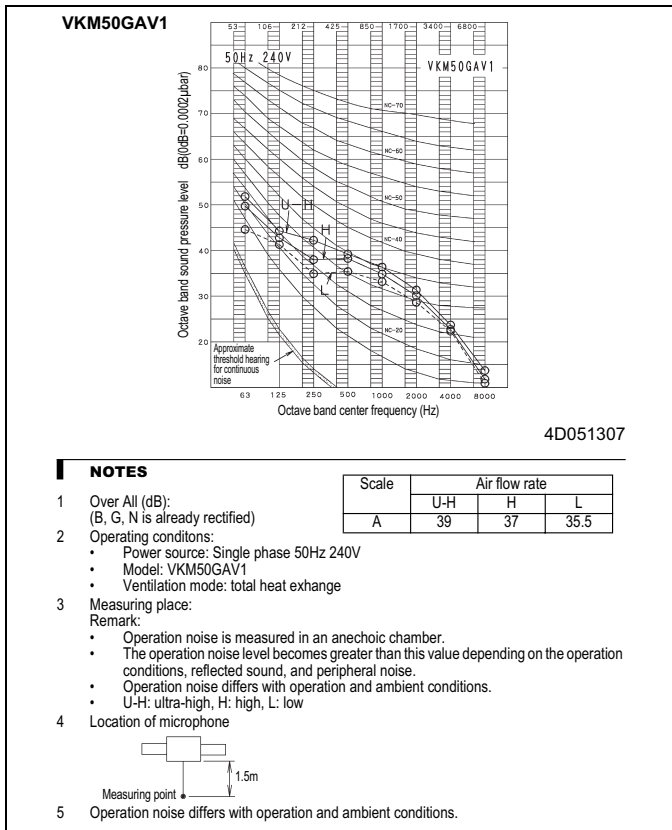 VKM50GAV1
53 106 212 425 850 1700 3400 6800
50Hz 240V
VKM50GAV1
Octave band sound pressure level dB(0dB=0.0002μbar)
80
70
60
50
40
30
20
NC-70
NC-60
NC-50
NC-40
NC-20
U-H
H
L
Approximate
threshold hearing
for continuous
noise
63 125 250 500 1000 2000 4000 8000
Octave band center frequency (Hz)
4D051307
NOTES
1 Over All (dB):
(B, G, N is already rectified)
Scale Air flow rate
U-H H L
A 39 37 35.5
2 Operating conditons:
• Power source: Single phase 50Hz 240V
• Model: VKM50GAV1
• Ventilation mode: total heat exhange
3 Measuring place:
Remark:
• Operation noise is measured in an anechoic chamber.
• The operation noise level becomes greater than this value depending on the operation
conditions, reflected sound, and peripheral noise.
• Operation noise differs with operation and ambient conditions.
• U-H: ultra-high, H: high, L: low
4 Location of microphone
1.5m
Measuring point
5 Operation noise differs with operation and ambient conditions.